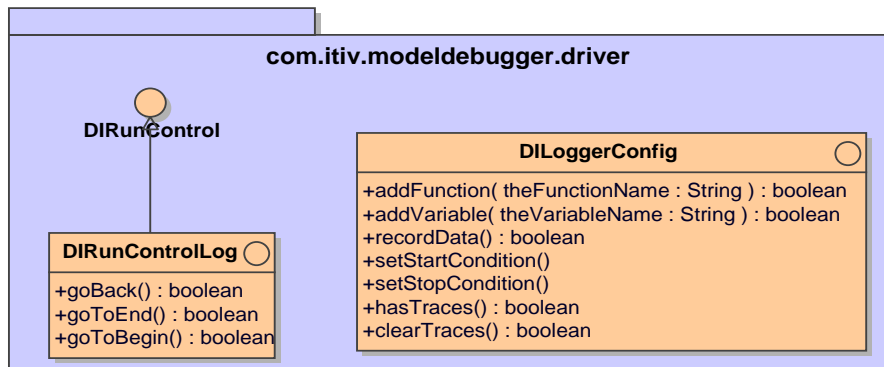 com.itiv.modeldebugger.driver
DIRunControl
DIRunControlLog
+goBack() : boolean
+goToEnd() : boolean
+goToBegin() : boolean
DILoggerConfig
+addFunction( theFunctionName : String ) : boolean
+addVariable( theVariableName : String ) : boolean
+recordData() : boolean
+setStartCondition()
+setStopCondition()
+hasTraces() : boolean
+clearTraces() : boolean